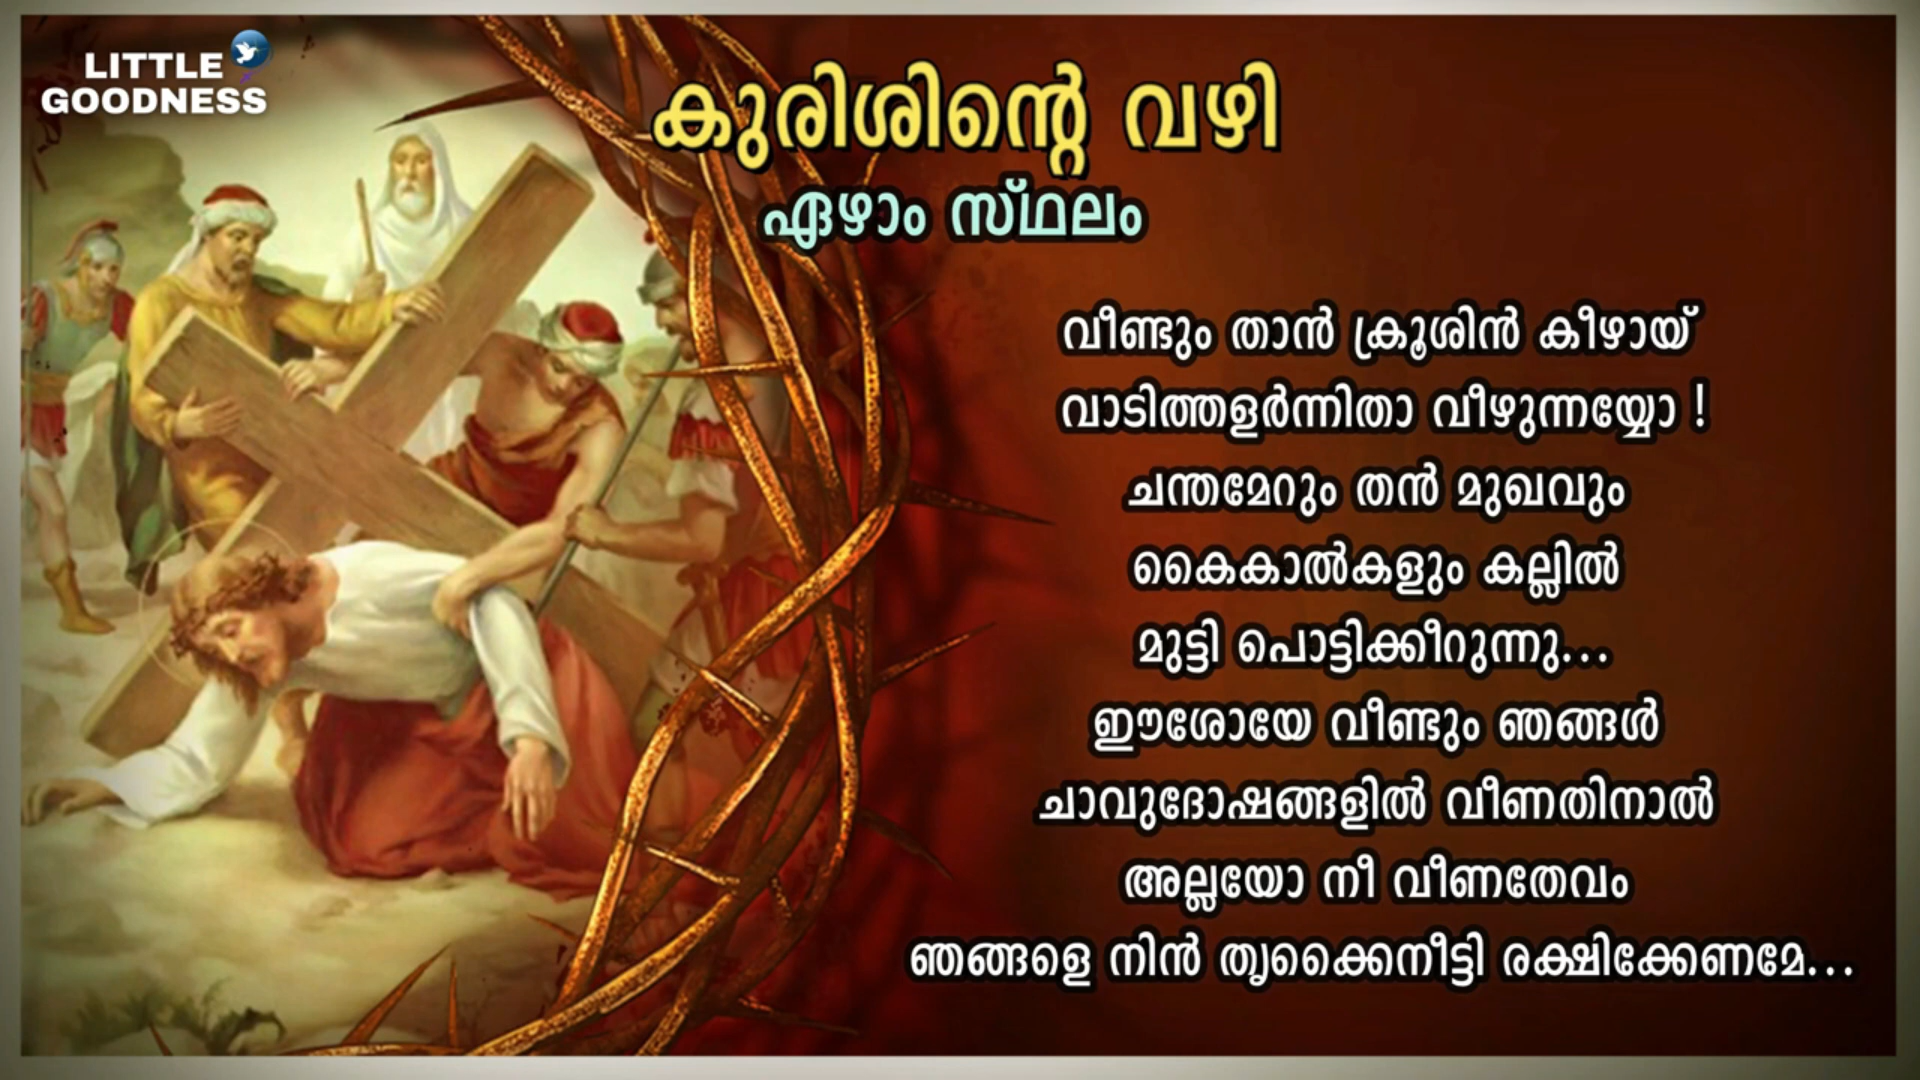 LITTLE
GOODNESS
കുരിശിന്റെ വഴി
ഏഴാം സ്ഥലം
വീണ്ടും താൻ ക്രൂശിൻ കീഴായ്
വാടിത്തളർന്നിതാ വീഴുന്നയ്യോ !
ചന്തമേറും തൻ മുഖവും
കൈകാൽകളും കല്ലിൽ
മുട്ടി പൊട്ടിക്കീറുന്നു...
ഈശോയേ വീണ്ടും ഞങ്ങൾ
ചാവുദോഷങ്ങളിൽ വീണതിനാൽ
അല്ലയോ നീ വീണതേവം
ഞങ്ങളെ നിൻ തൃക്കൈനീട്ടി രക്ഷിക്കേണമേ...